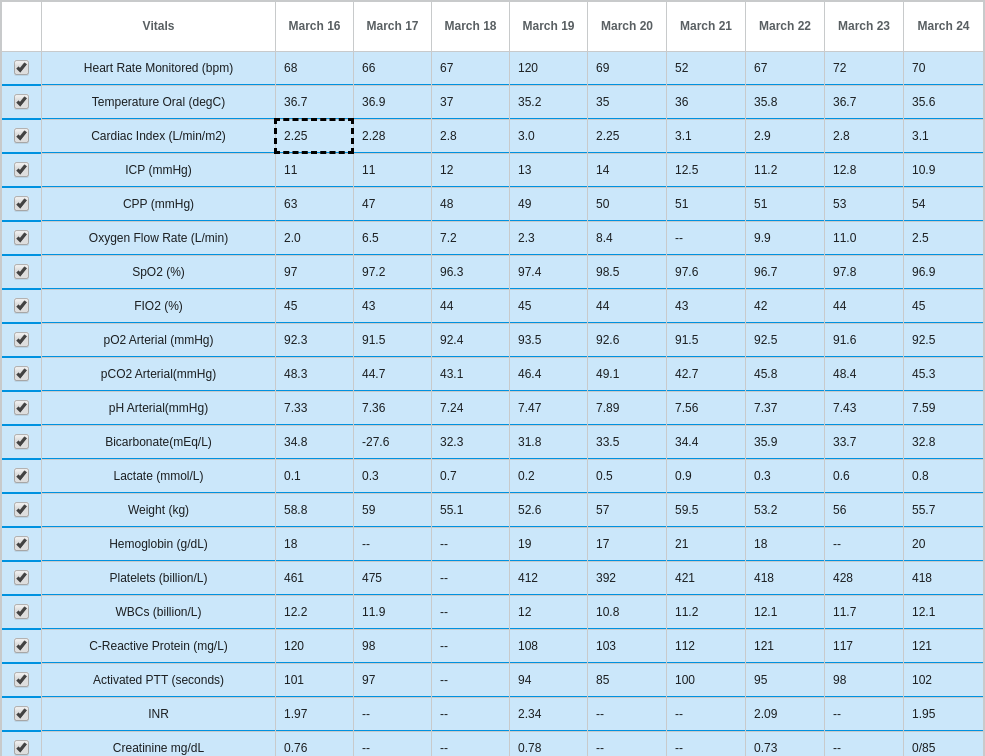 Vitals March 16 March 17 March 18 March 19 March 20 March 21 March 22 March 23 March 24
Heart Rate Monitored (bpm) 68 66 67 120 69 52 67 72 70
Temperature Oral (degC) 36.7 36.9 37 35.2 35 36 35.8 36.7 35.6
Cardiac Index (L/min/m2) 2.25 2.28 2.8 3.0 2.25 3.1 2.9 2.8 3.1
ICP (mmHg) 11 11 12 13 14 12.5 11.2 12.8 10.9
CPP (mmHg) 63 47 48 49 50 51 51 53 54
Oxygen Flow Rate (L/min) 2.0 6.5 7.2 2.3 8.4 -- 9.9 11.0 2.5
SpO2 (%) 97 97.2 96.3 97.4 98.5 97.6 96.7 97.8 96.9
FIO2 (%) 45 43 44 45 44 43 42 44 45
pO2 Arterial (mmHg) 92.3 91.5 92.4 93.5 92.6 91.5 92.5 91.6 92.5
pCO2 Arterial(mmHg) 48.3 44.7 43.1 46.4 49.1 42.7 45.8 48.4 45.3
pH Arterial(mmHg) 7.33 7.36 7.24 7.47 7.89 7.56 7.37 7.43 7.59
Bicarbonate(mEq/L) 34.8 -27.6 32.3 31.8 33.5 34.4 35.9 33.7 32.8
Lactate (mmol/L) 0.1 0.3 0.7 0.2 0.5 0.9 0.3 0.6 0.8
Weight (kg) 58.8 59 55.1 52.6 57 59.5 53.2 56 55.7
Hemoglobin (g/dL) 18 -- -- 19 17 21 18 -- 20
Platelets (billion/L) 461 475 -- 412 392 421 418 428 418
WBCs (billion/L) 12.2 11.9 -- 12 10.8 11.2 12.1 11.7 12.1
C-Reactive Protein (mg/L) 120 98 -- 108 103 112 121 117 121
Activated PTT (seconds) 101 97 -- 94 85 100 95 98 102
INR 1.97 -- -- 2.34 -- -- 2.09 -- 1.95
Creatinine mg/dL 0.76 -- -- 0.78 -- -- 0.73 -- 0/85